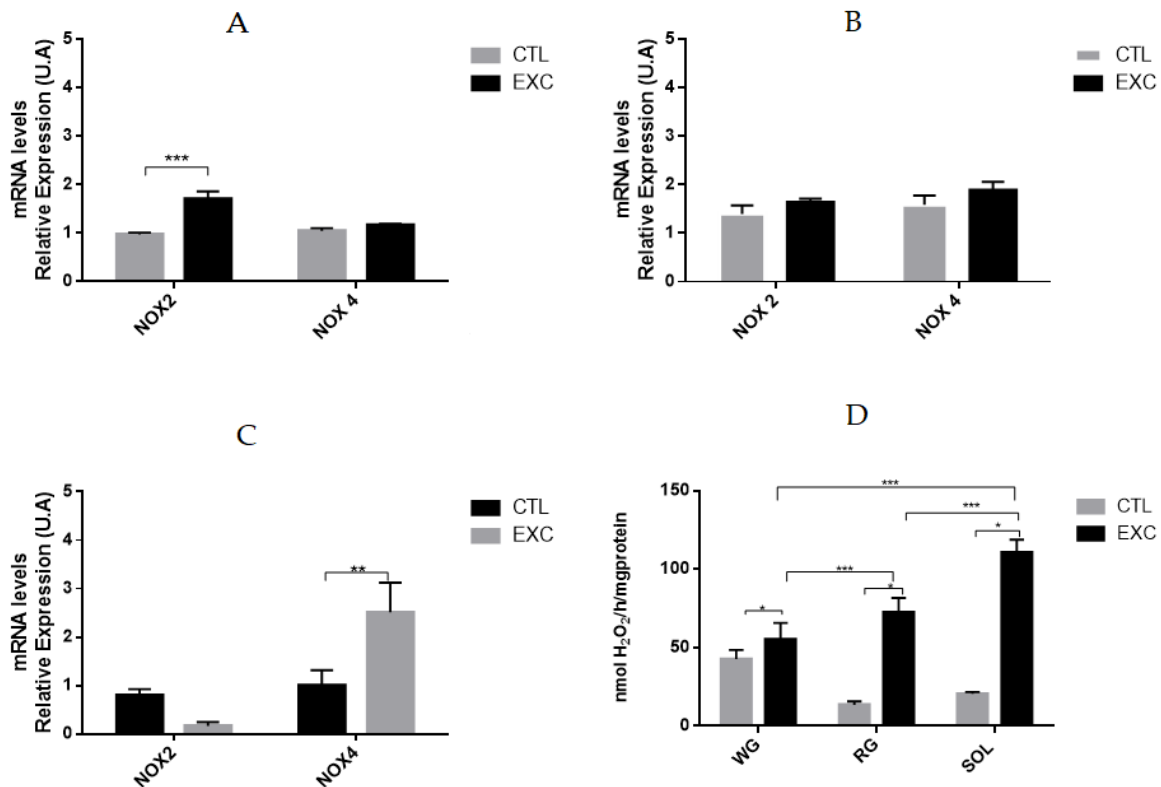 A
mRNA levels
Relative Expression (U.A)
5
4
3
2
1
0
***
NOX2
NOX 4
CTL
EXC
B
mRNA levels
Relative Expression (U.A)
5
4
3
2
1
0
NOX 2
NOX 4
CTL
EXC
C
mRNA levels
Relative Expression (U.A)
5
4
3
2
1
0
**
NOX2
NOX4
CTL
EXC
D
nmol H₂O₂/h/mgprotein
150
100
50
0
***
***
*
***
*
*
WG
RG
SOL
CTL
EXC